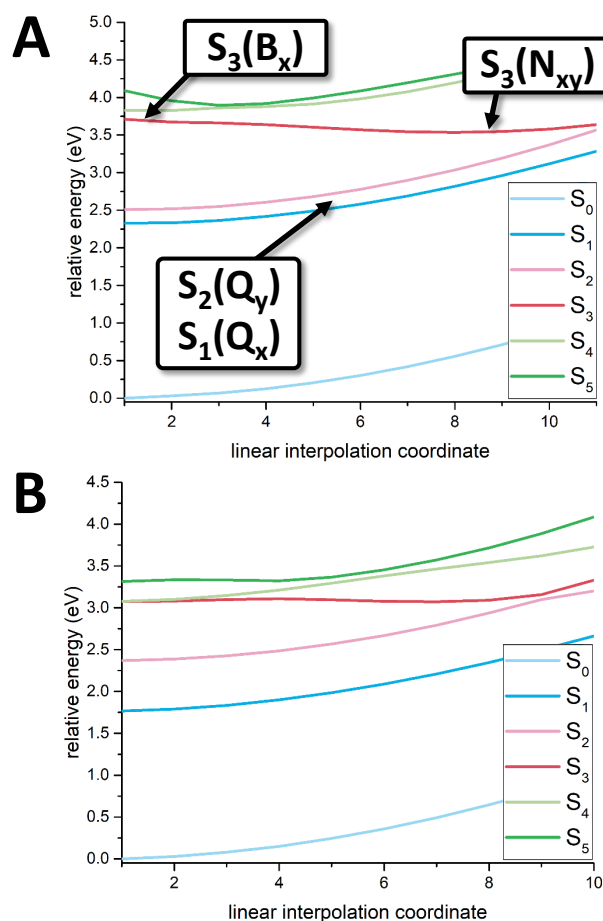 A
S₃(Bₓ)
S₃(Nₓᵧ)
S₂(Qᵧ)
S₁(Qₓ)
5.0
4.5
4.0
3.5
3.0
2.5
2.0
1.5
1.0
0.5
0.0
relative energy (eV)
2 4 6 8 10
linear interpolation coordinate
S₀
S₁
S₂
S₃
S₄
S₅
B
4.5
4.0
3.5
3.0
2.5
2.0
1.5
1.0
0.5
0.0
relative energy (eV)
2 4 6 8 10
linear interpolation coordinate
S₀
S₁
S₂
S₃
S₄
S₅